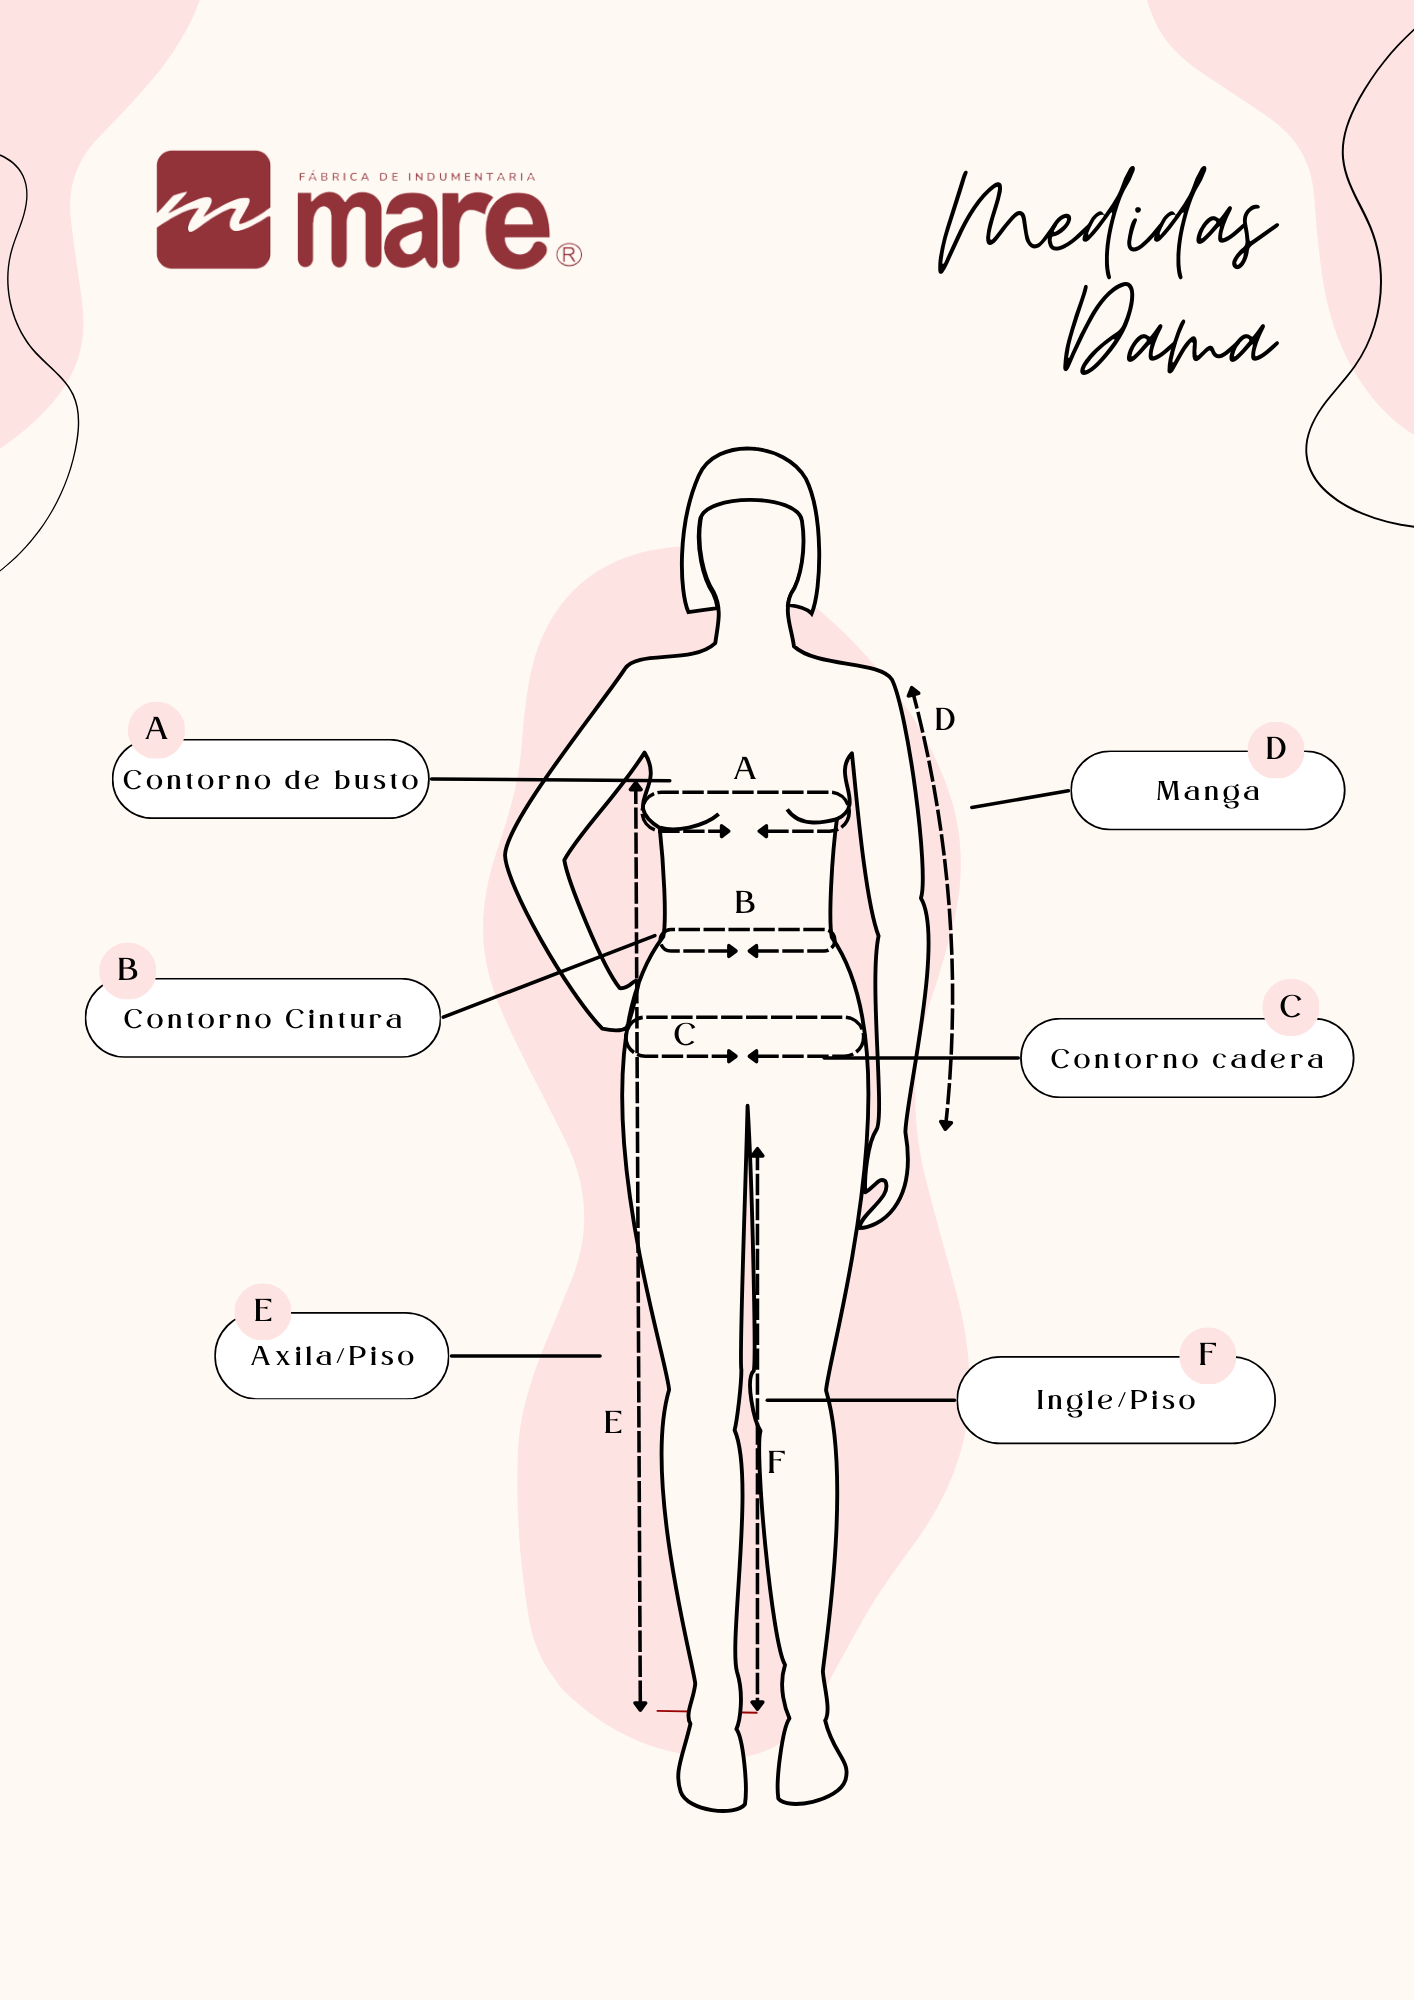 FÁBRICA DE INDUMENTARIA
mare®
Medidas
Dama
A
Contorno de busto
D
Manga
D
A
B
B
Contorno Cintura
C
Contorno cadera
C
E
Axila/Piso
F
Ingle/Piso
E
F